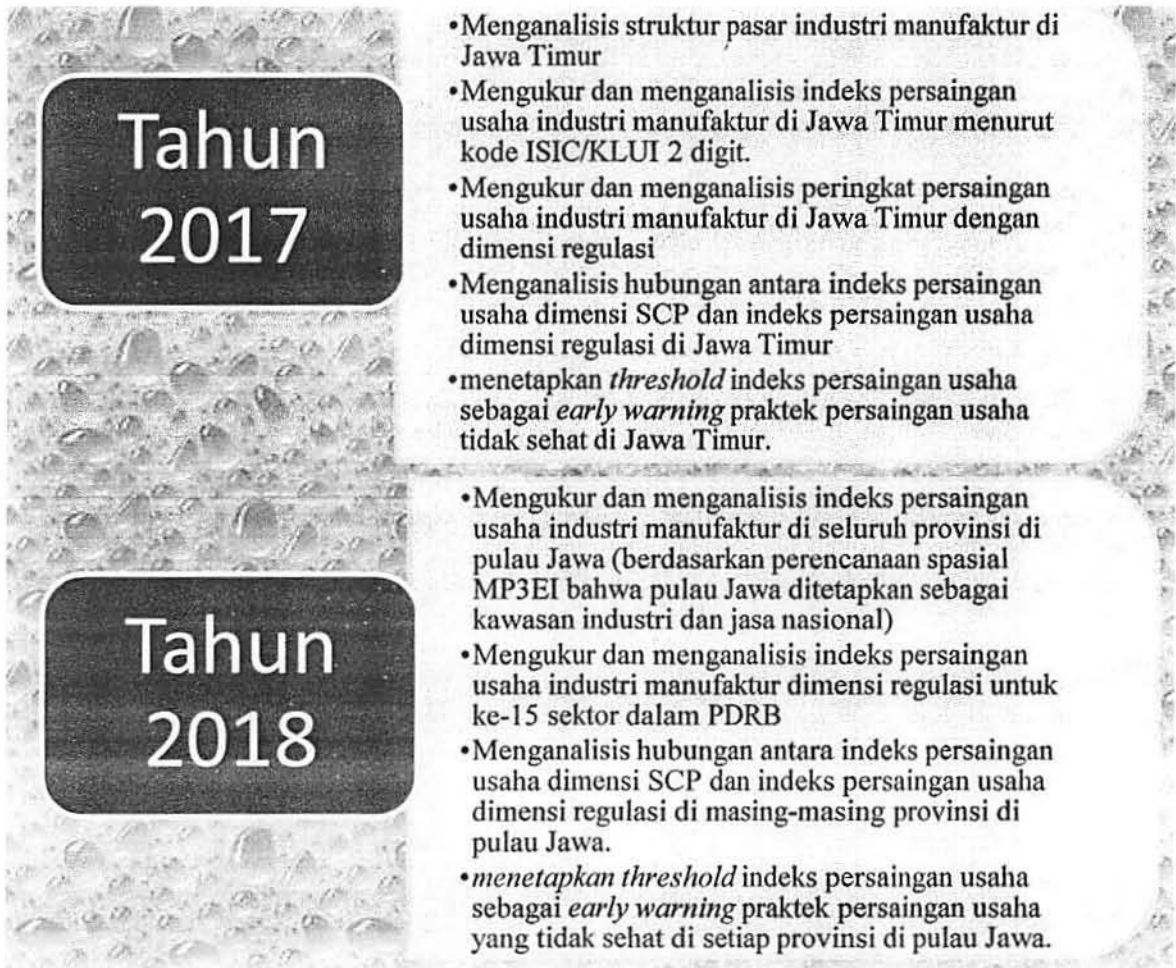 Tahun
2017
•Menganalisis struktur pasar industri manufaktur di
Jawa Timur
•Mengukur dan menganalisis indeks persaingan
usaha industri manufaktur di Jawa Timur menurut
kode ISIC/KLUI 2 digit.
•Mengukur dan menganalisis peringkat persaingan
usaha industri manufaktur di Jawa Timur dengan
dimensi regulasi
•Menganalisis hubungan antara indeks persaingan
usaha dimensi SCP dan indeks persaingan usaha
dimensi regulasi di Jawa Timur
•menetapkan threshold indeks persaingan usaha
sebagai early warning praktek persaingan usaha
tidak sehat di Jawa Timur.
Tahun
2018
•Mengukur dan menganalisis indeks persaingan
usaha industri manufaktur di seluruh provinsi di
pulau Jawa (berdasarkan perencanaan spasial
MP3EI bahwa pulau Jawa ditetapkan sebagai
kawasan industri dan jasa nasional)
•Mengukur dan menganalisis indeks persaingan
usaha industri manufaktur dimensi regulasi untuk
ke-15 sektor dalam PDRB
•Menganalisis hubungan antara indeks persaingan
usaha dimensi SCP dan indeks persaingan usaha
dimensi regulasi di masing-masing provinsi di
pulau Jawa.
•menetapkan threshold indeks persaingan usaha
sebagai early warning praktek persaingan usaha
yang tidak sehat di setiap provinsi di pulau Jawa.